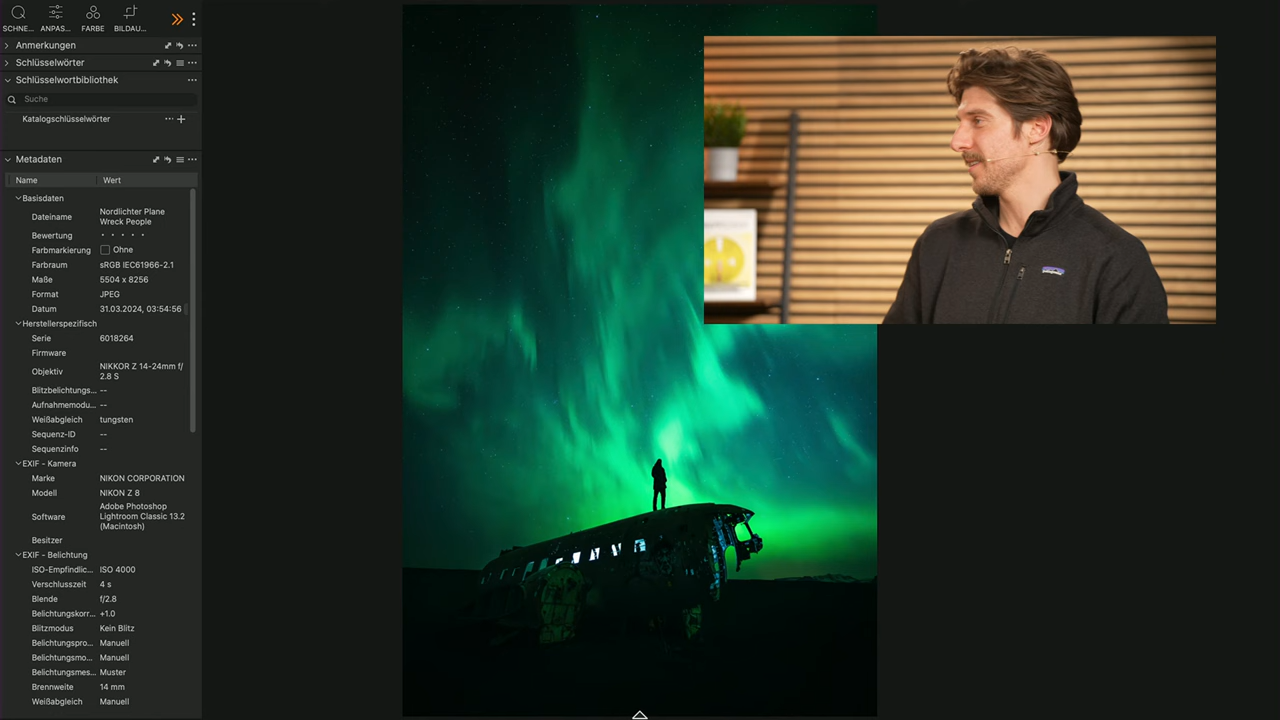 SCHNE...
ANPAS...
FARBE
BILDAU...
Anmerkungen
Schlüsselwörter
Schlüsselwortbibliothek
Suche
Katalogschlüsselwörter
Metadaten
Name Wert
Basisdaten
Dateiname Nordlichter Plane
Wreck People
Bewertung
Farbmarkierung Ohne
Farbraum sRGB IEC61966-2.1
Maße 5504 x 8256
Format JPEG
Datum 31.03.2024, 03:54:56
Herstellerspezifisch
Serie 6018264
Firmware
Objektiv NIKKOR Z 14-24mm f/
2.8 S
Blitzbelichtungs... --
Aufnahmemodu... --
Weißabgleich tungsten
Sequenz-ID --
Sequenzinfo --
EXIF - Kamera
Marke NIKON CORPORATION
Modell NIKON Z 8
Software Adobe Photoshop
Lightroom Classic 13.2
(Macintosh)
Besitzer
EXIF - Belichtung
ISO-Empfindlic... ISO 4000
Verschlusszeit 4 s
Blende f/2.8
Belichtungskorr... +1.0
Blitzmodus Kein Blitz
Belichtungspro... Manuell
Belichtungsmo... Manuell
Belichtungsmes... Muster
Brennweite 14 mm
Weißabgleich Manuell